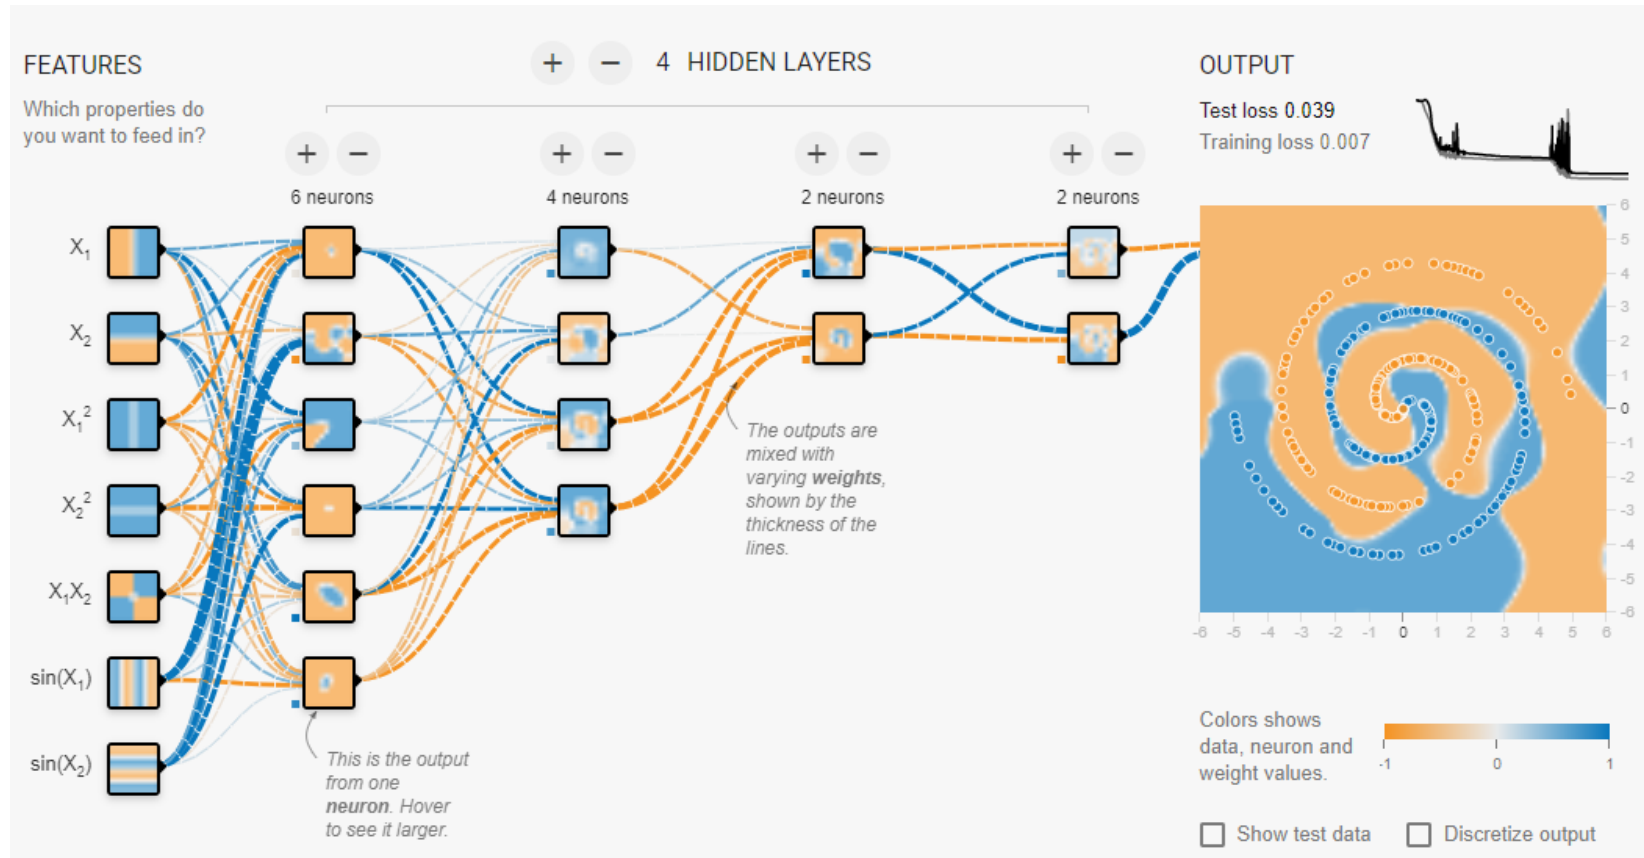 FEATURES
Which properties do
you want to feed in?
+ − 4 HIDDEN LAYERS
+ −
6 neurons
+ −
4 neurons
+ −
2 neurons
+ −
2 neurons
X₁
X₂
X₁²
X₂²
X₁X₂
sin(X₁)
sin(X₂)
The outputs are
mixed with
varying weights,
shown by the
thickness of the
lines.
This is the output
from one
neuron. Hover
to see it larger.
OUTPUT
Test loss 0.039
Training loss 0.007
6
5
4
3
2
1
0
-1
-2
-3
-4
-5
-6
-6 -5 -4 -3 -2 -1 0 1 2 3 4 5 6
Colors shows
data, neuron and
weight values.
-1 0 1
Show test data
Discretize output